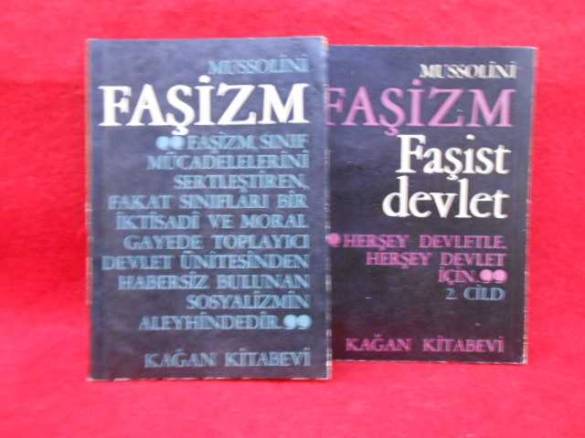 MUSSOLİNİ
FAŞİZM
❝FAŞİZM, SINIF
MÜCADELELERİNİ
SERTLEŞTİREN,
FAKAT SINIFLARI BİR
İKTİSADİ VE MORAL
GAYEDE TOPLAYICI
DEVLET ÜNİTESİNDEN
HABERSİZ BULUNAN
SOSYALİZMİN
ALEYHİNDEDİR.❞
KAĞAN KİTABEVİ
MUSSOLİNİ
FAŞİZM
Faşist
devlet
❝HERŞEY DEVLETLE,
HERŞEY DEVLET
İÇİN.❞
2. CİLD
KAĞAN KİTABEVİ